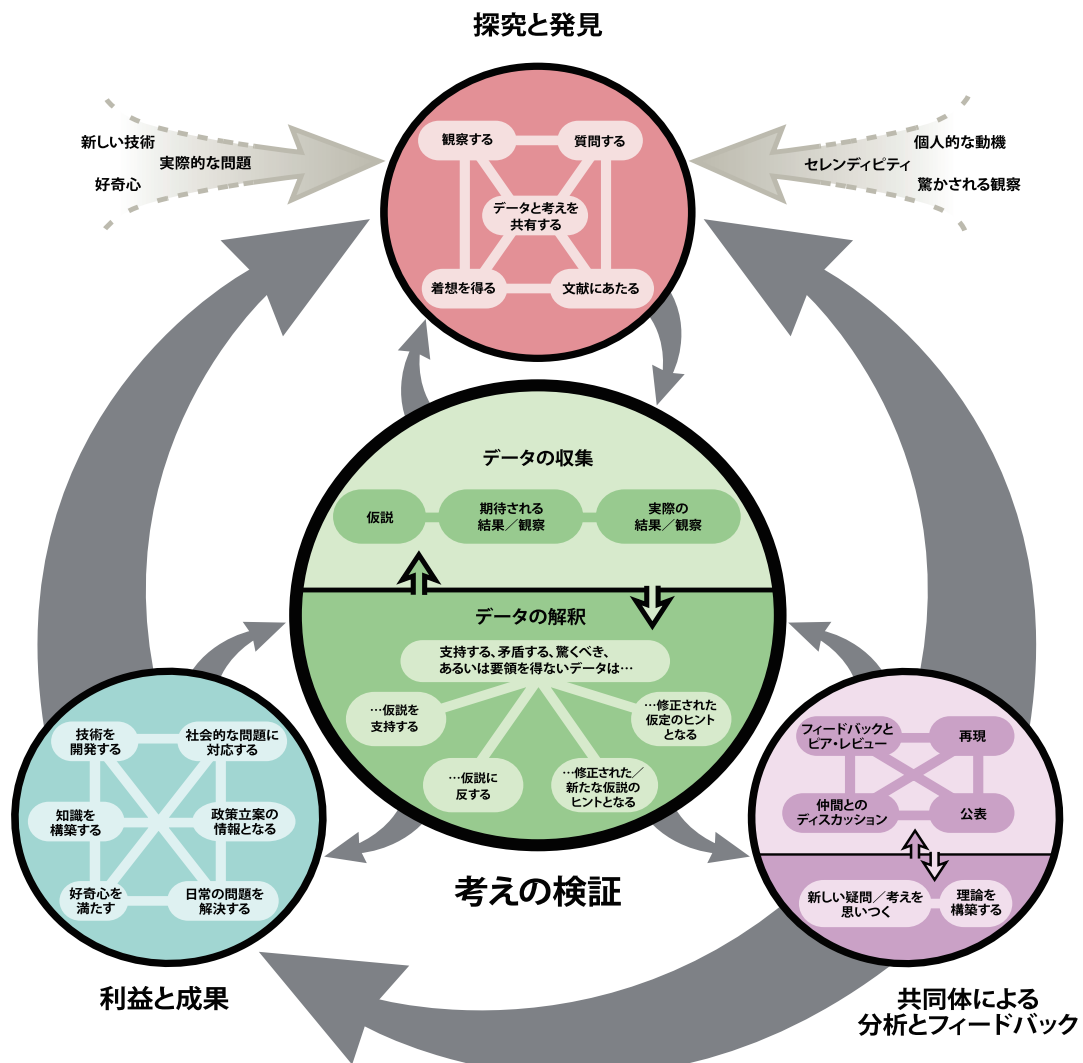 探究と発見
新しい技術
実際的な問題
好奇心
個人的な動機
セレンディピティ
驚かされる観察
観察する
質問する
データと考えを
共有する
着想を得る
文献にあたる
データの収集
仮説
期待される
結果／観察
実際の
結果／観察
データの解釈
支持する、矛盾する、驚くべき、
あるいは要領を得ないデータは…
…仮説を
支持する
…仮説に
反する
…修正された／
新たな仮説の
ヒントとなる
…修正された
仮定のヒント
となる
考えの検証
技術を
開発する
社会的な問題に
対応する
知識を
構築する
政策立案の
情報となる
好奇心を
満たす
日常の問題を
解決する
利益と成果
フィードバックと
ピア・レビュー
再現
仲間との
ディスカッション
公表
新しい疑問／考えを
思いつく
理論を
構築する
共同体による
分析とフィードバック